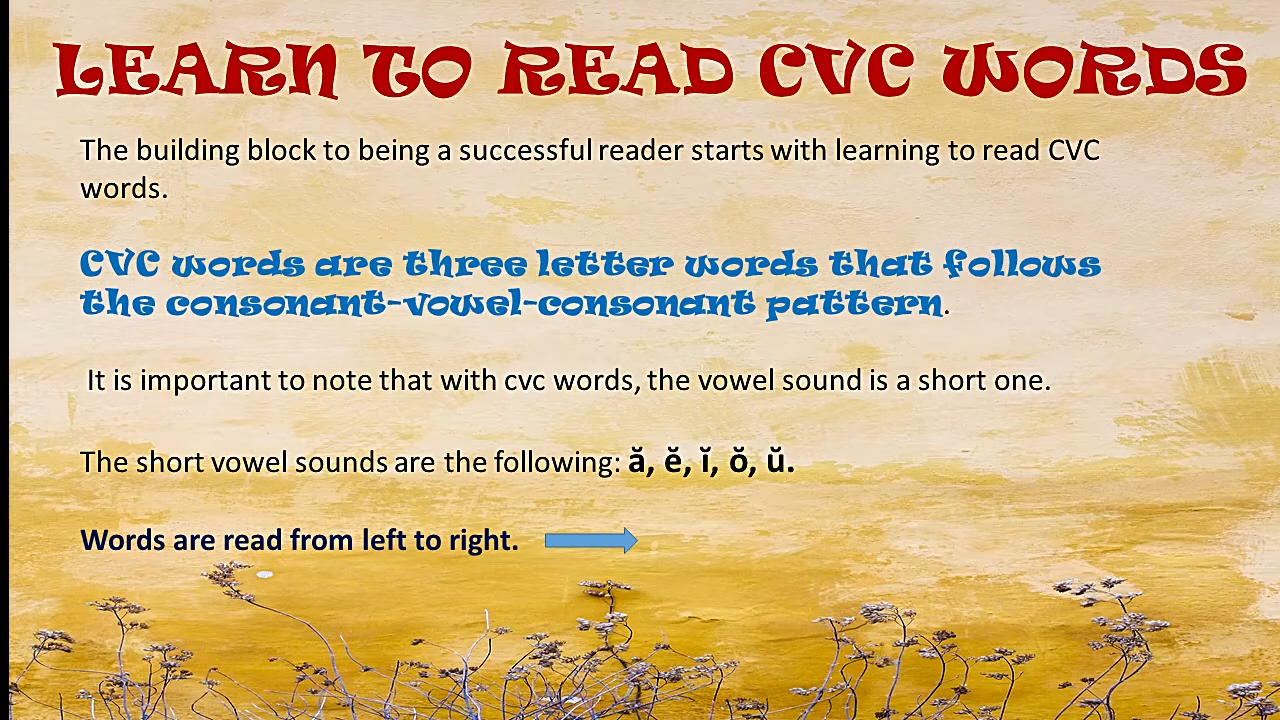 LEARN TO READ CVC WORDS
The building block to being a successful reader starts with learning to read CVC
words.
CVC words are three letter words that follows
the consonant-vowel-consonant pattern.
It is important to note that with cvc words, the vowel sound is a short one.
The short vowel sounds are the following: ă, ĕ, ĭ, ŏ, ŭ.
Words are read from left to right.